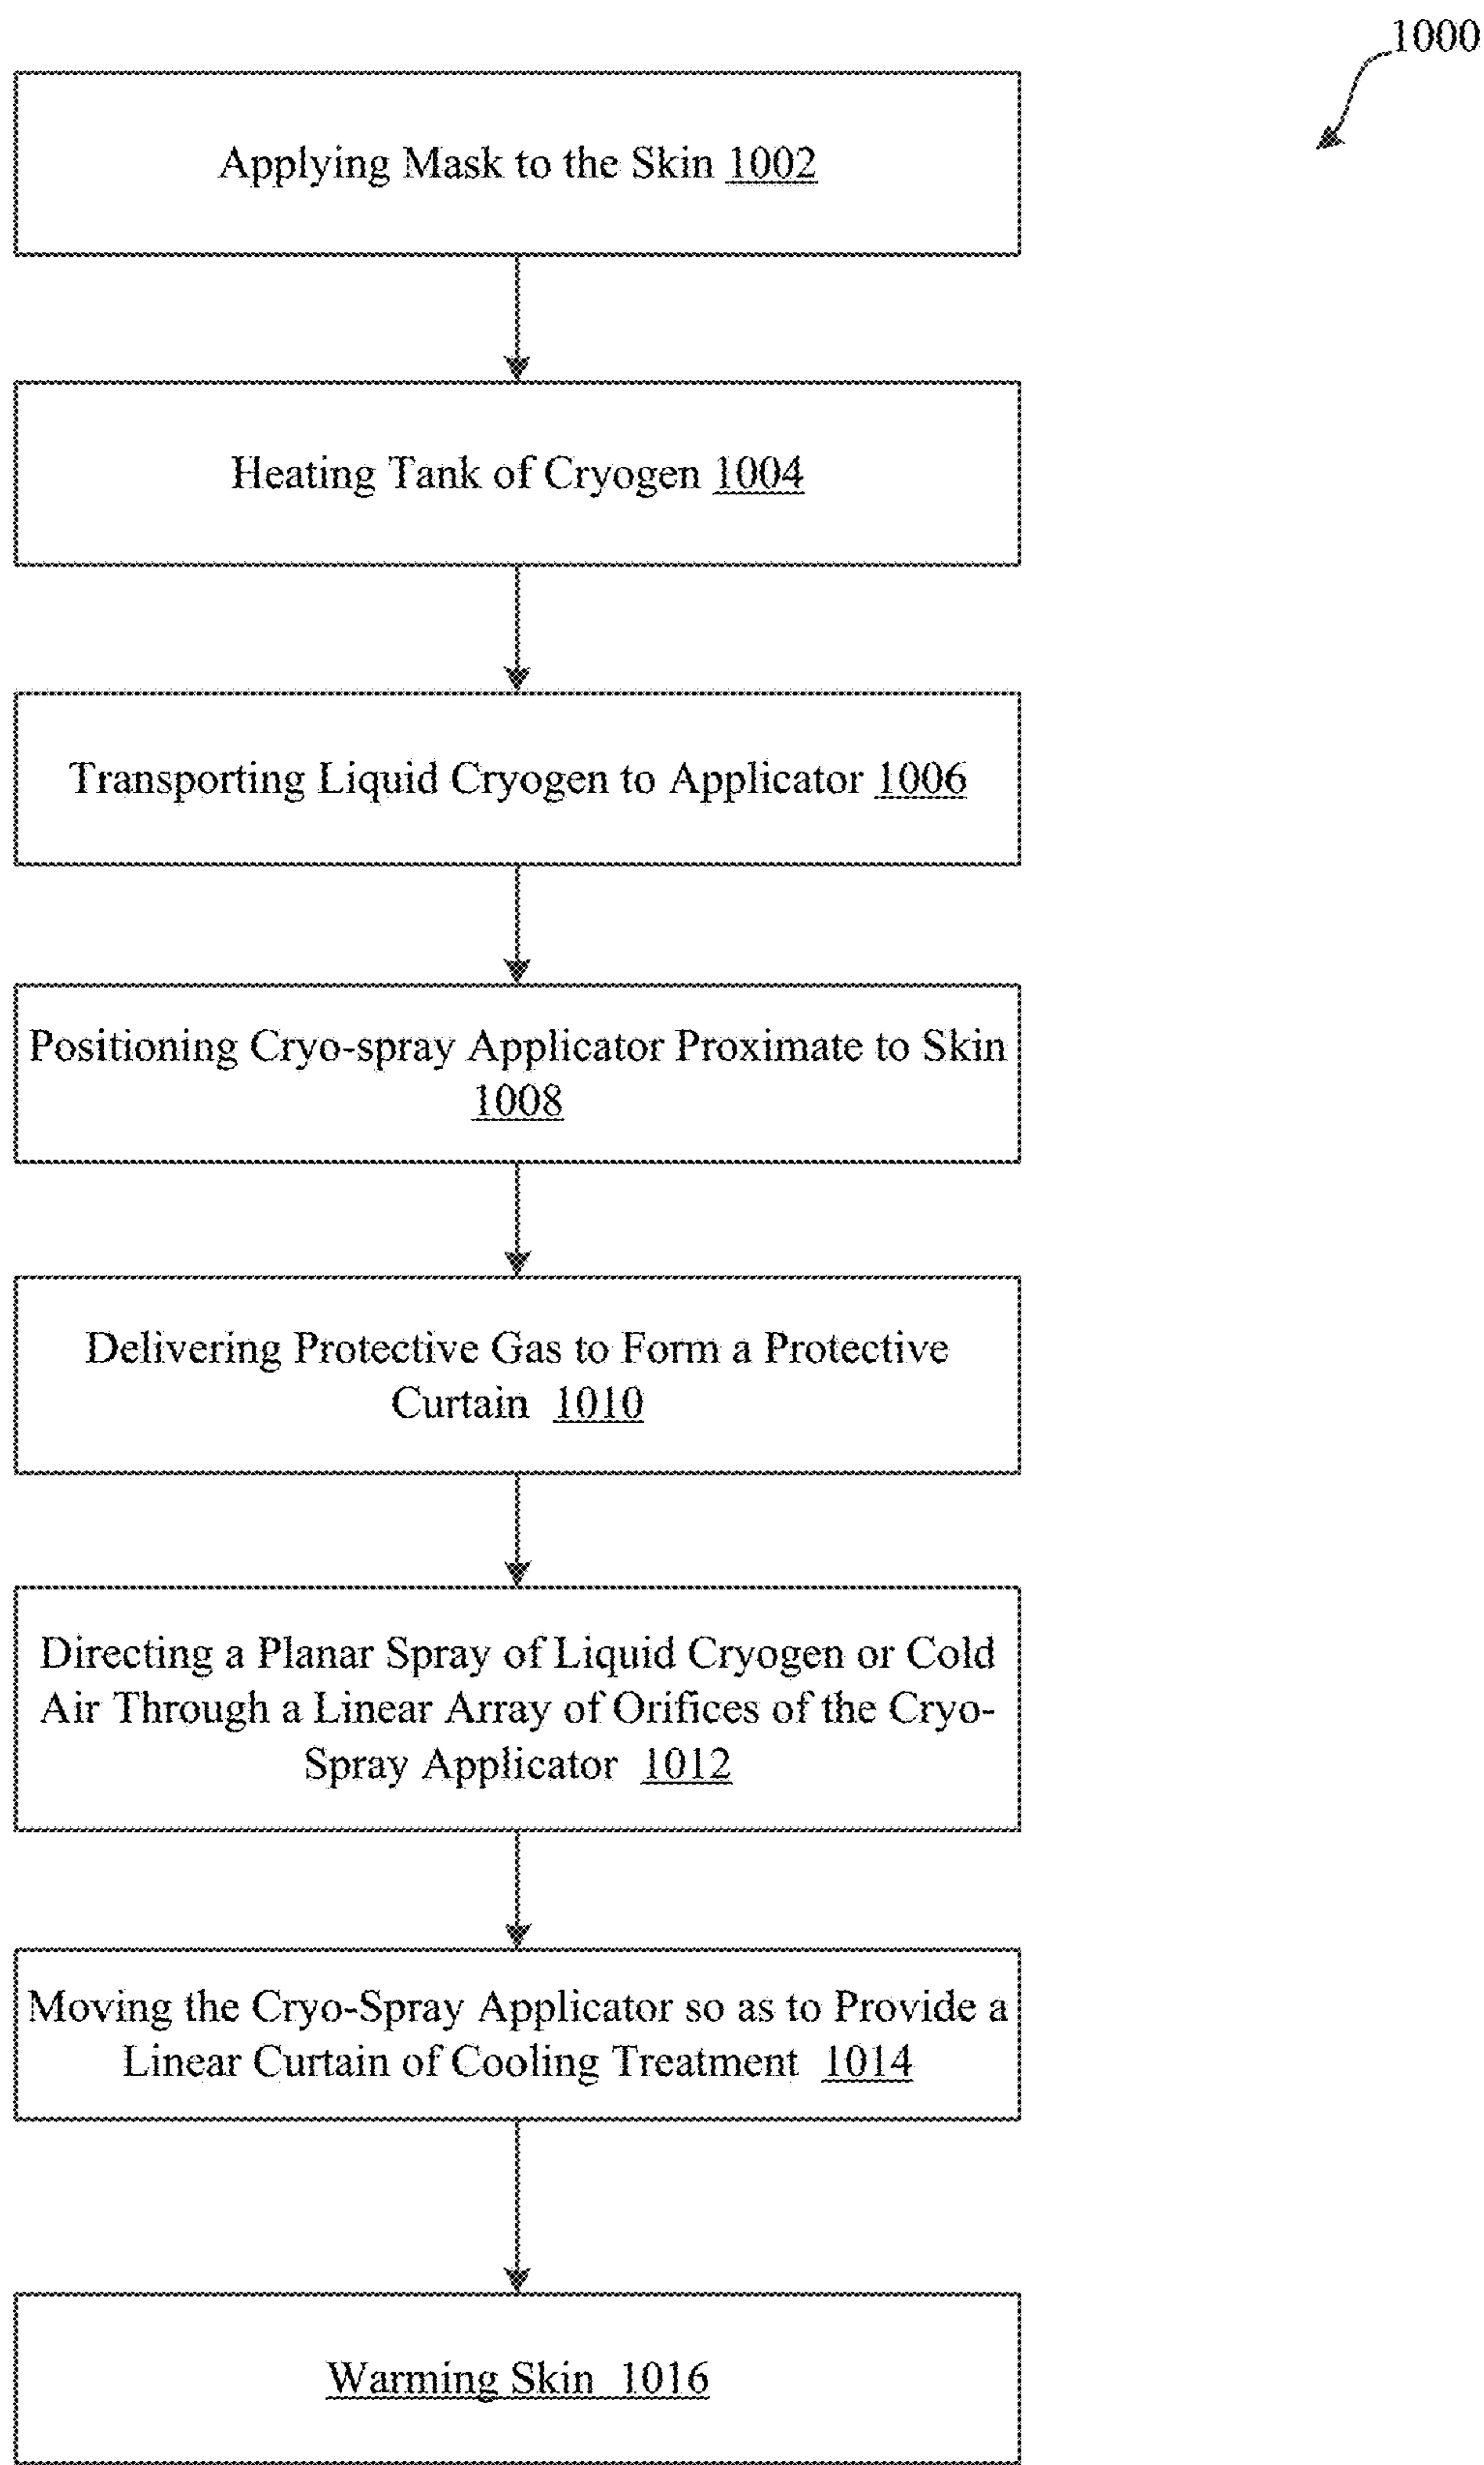 1000
Applying Mask to the Skin 1002
Heating Tank of Cryogen 1004
Transporting Liquid Cryogen to Applicator 1006
Positioning Cryo-spray Applicator Proximate to Skin
1008
Delivering Protective Gas to Form a Protective
Curtain 1010
Directing a Planar Spray of Liquid Cryogen or Cold
Air Through a Linear Array of Orifices of the Cryo-
Spray Applicator 1012
Moving the Cryo-Spray Applicator so as to Provide a
Linear Curtain of Cooling Treatment 1014
Warming Skin 1016